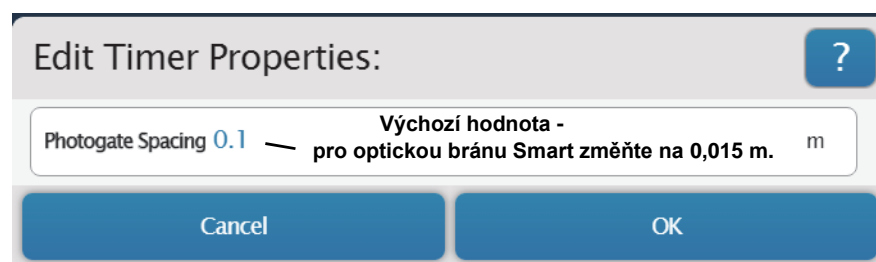 Edit Timer Properties:
?
Photogate Spacing 0.1
Výchozí hodnota -
pro optickou bránu Smart změňte na 0,015 m.
m
Cancel
OK